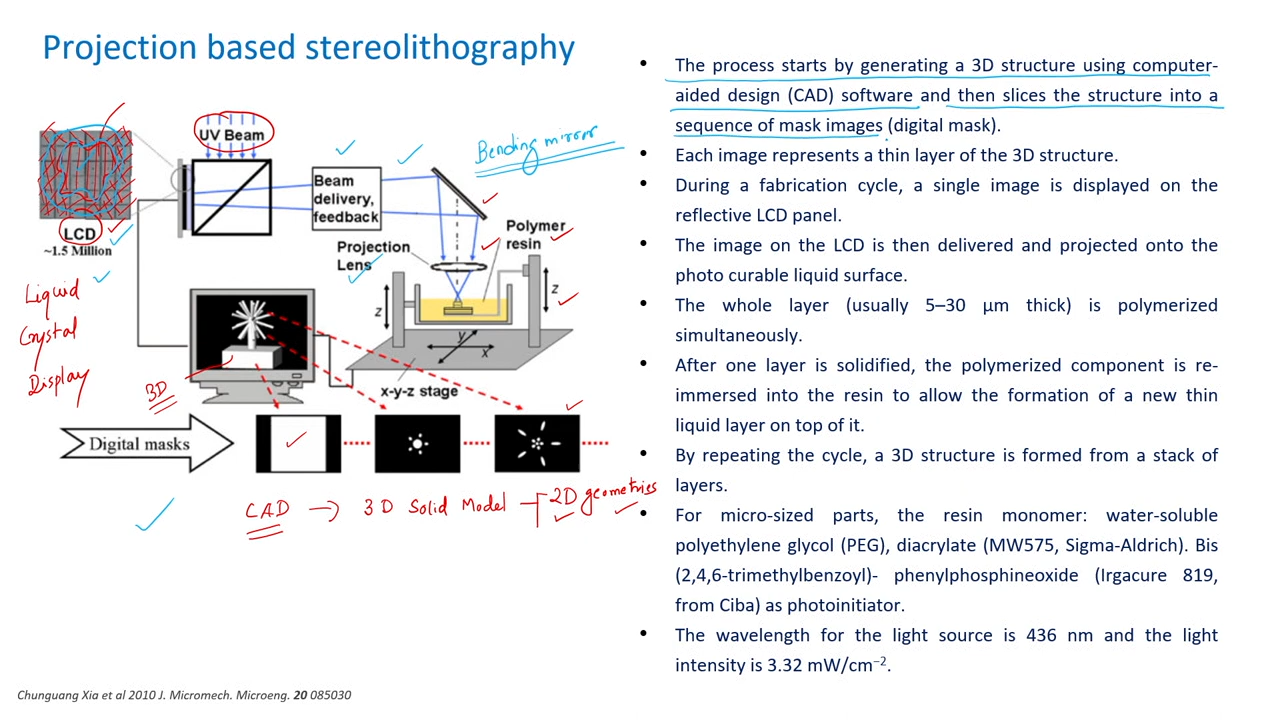 Projection based stereolithography
UV Beam
LCD
~1.5 Million
Beam
delivery,
feedback
Bending mirror
Projection
Lens
Polymer
resin
z
z
y
x
x-y-z stage
Liquid
Crystal
Display
3D
Digital masks
CAD → 3D Solid Model → 2D geometries
• The process starts by generating a 3D structure using computer-
aided design (CAD) software and then slices the structure into a
sequence of mask images (digital mask).
• Each image represents a thin layer of the 3D structure.
• During a fabrication cycle, a single image is displayed on the
reflective LCD panel.
• The image on the LCD is then delivered and projected onto the
photo curable liquid surface.
• The whole layer (usually 5–30 μm thick) is polymerized
simultaneously.
• After one layer is solidified, the polymerized component is re-
immersed into the resin to allow the formation of a new thin
liquid layer on top of it.
• By repeating the cycle, a 3D structure is formed from a stack of
layers.
• For micro-sized parts, the resin monomer: water-soluble
polyethylene glycol (PEG), diacrylate (MW575, Sigma-Aldrich). Bis
(2,4,6-trimethylbenzoyl)- phenylphosphineoxide (Irgacure 819,
from Ciba) as photoinitiator.
• The wavelength for the light source is 436 nm and the light
intensity is 3.32 mW/cm⁻².
Chunguang Xia et al 2010 J. Micromech. Microeng. 20 085030